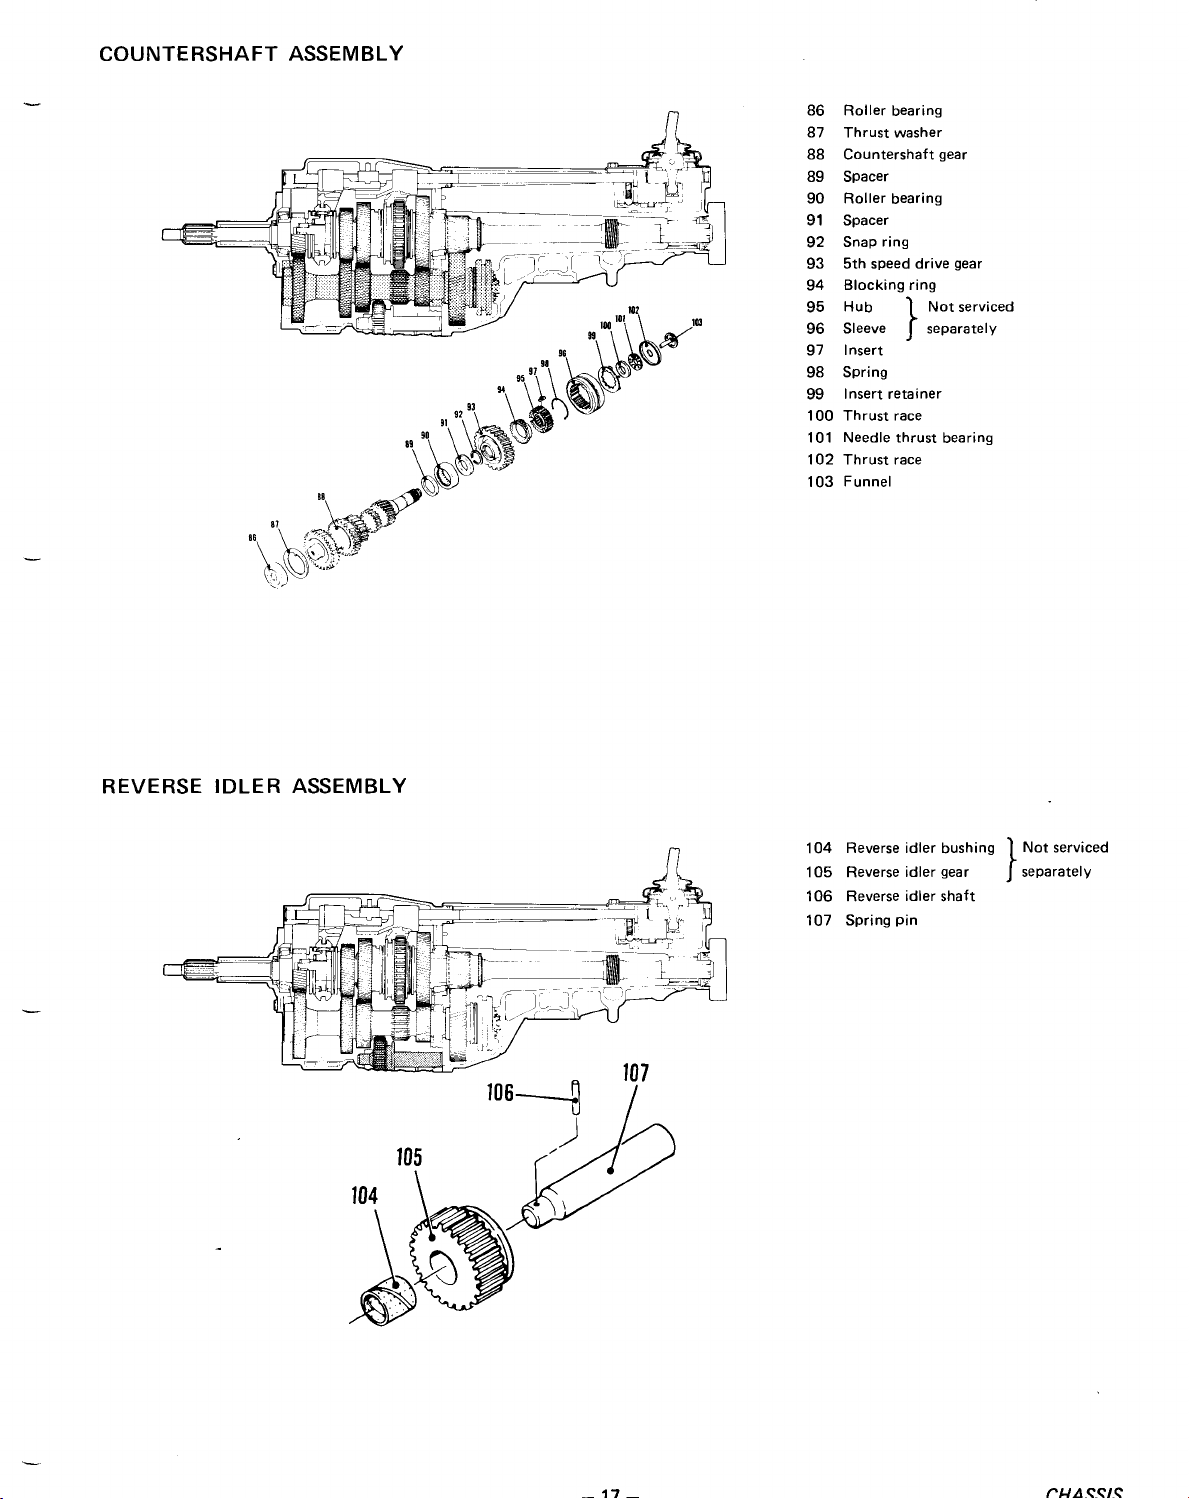 COUNTERSHAFT ASSEMBLY
86 Roller bearing
87 Thrust washer
88 Countershaft gear
89 Spacer
90 Roller bearing
91 Spacer
92 Snap ring
93 5th speed drive gear
94 Blocking ring
95 Hub } Not serviced
96 Sleeve } separately
97 Insert
98 Spring
99 Insert retainer
100 Thrust race
101 Needle thrust bearing
102 Thrust race
103 Funnel
102
103
101
100
99
96
98
97
95
94
93
92
91
90
89
88
87
86
REVERSE IDLER ASSEMBLY
104 Reverse idler bushing } Not serviced
105 Reverse idler gear } separately
106 Reverse idler shaft
107 Spring pin
107
106
105
104
– 17 –
CHASSIS